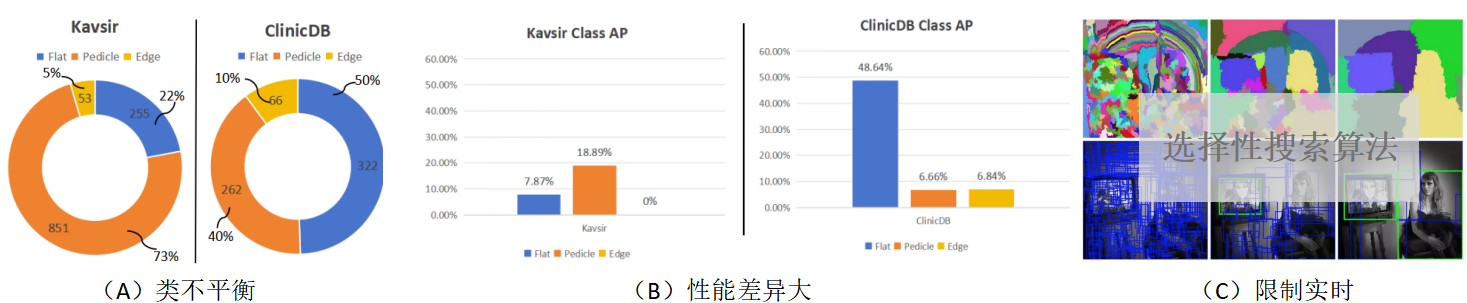 Kavsir
Flat Pedicle Edge
5%
53
255
22%
851
73%
ClinicDB
Flat Pedicle Edge
10%
66
50%
322
262
40%
(A) 类不平衡
Kavsir Class AP
60.00%
50.00%
40.00%
30.00%
20.00%
10.00%
0.00%
7.87%
18.89%
0%
Kavsir
Flat Pedicle Edge
ClinicDB Class AP
60.00%
50.00%
40.00%
30.00%
20.00%
10.00%
0.00%
48.64%
6.66%
6.84%
ClinicDB
Flat Pedicle Edge
(B) 性能差异大
选择性搜索算法
(C) 限制实时